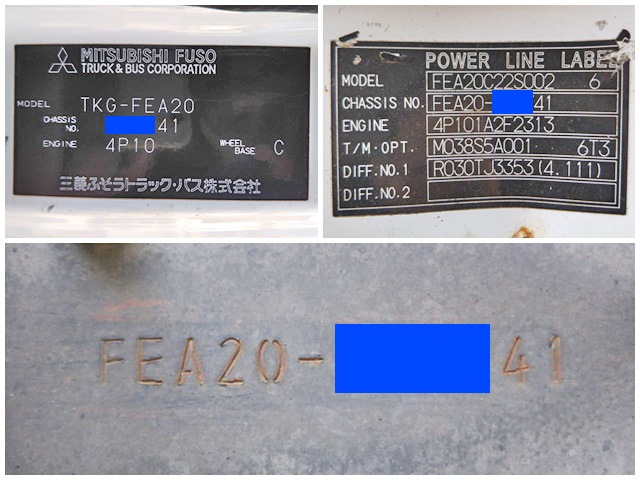 MITSUBISHI FUSO
TRUCK & BUS CORPORATION
MODEL TKG-FEA20
CHASSIS NO. 41
ENGINE 4P10 WHEEL BASE C
三菱ふそうトラック・バス株式会社
POWER LINE LABEL
MODEL FEA20C22S002 6
CHASSIS NO. FEA20- 41
ENGINE 4P101A2F2313
T/M・OPT. M038S5A001 6T3
DIFF.NO.1 R030TJ3353(4.111)
DIFF.NO.2
FEA20- 41